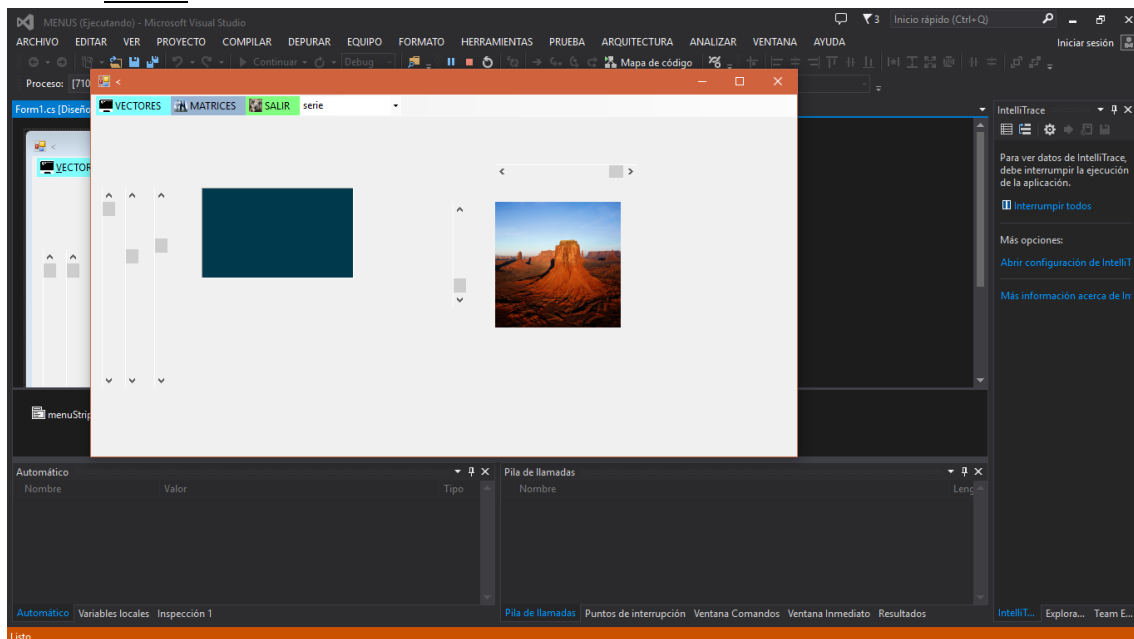 MENUS (Ejecutando) - Microsoft Visual Studio
3 Inicio rápido (Ctrl+Q)
ARCHIVO EDITAR VER PROYECTO COMPILAR DEPURAR EQUIPO FORMATO HERRAMIENTAS PRUEBA ARQUITECTURA ANALIZAR VENTANA AYUDA Iniciar sesión
Continuar Debug Mapa de código
Proceso: [710
<
Form1.cs [Diseño
VECTORES MATRICES SALIR serie
<
VECTOR
IntelliTrace
Para ver datos de IntelliTrace,
debe interrumpir la ejecución
de la aplicación.
Interrumpir todos
Más opciones:
Abrir configuración de IntelliT
Más información acerca de In
menuStrip
Automático
Nombre Valor Tipo
Pila de llamadas
Nombre Leng
Automático Variables locales Inspección 1
Pila de llamadas Puntos de interrupción Ventana Comandos Ventana Inmediato Resultados
IntelliT... Explora... Team E...
Listo